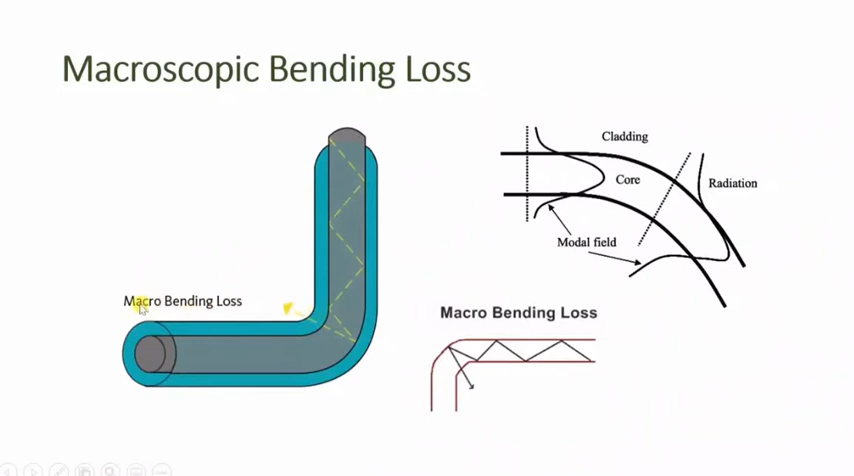 Macroscopic Bending Loss
Cladding
Core
Radiation
Modal field
Macro Bending Loss
Macro Bending Loss